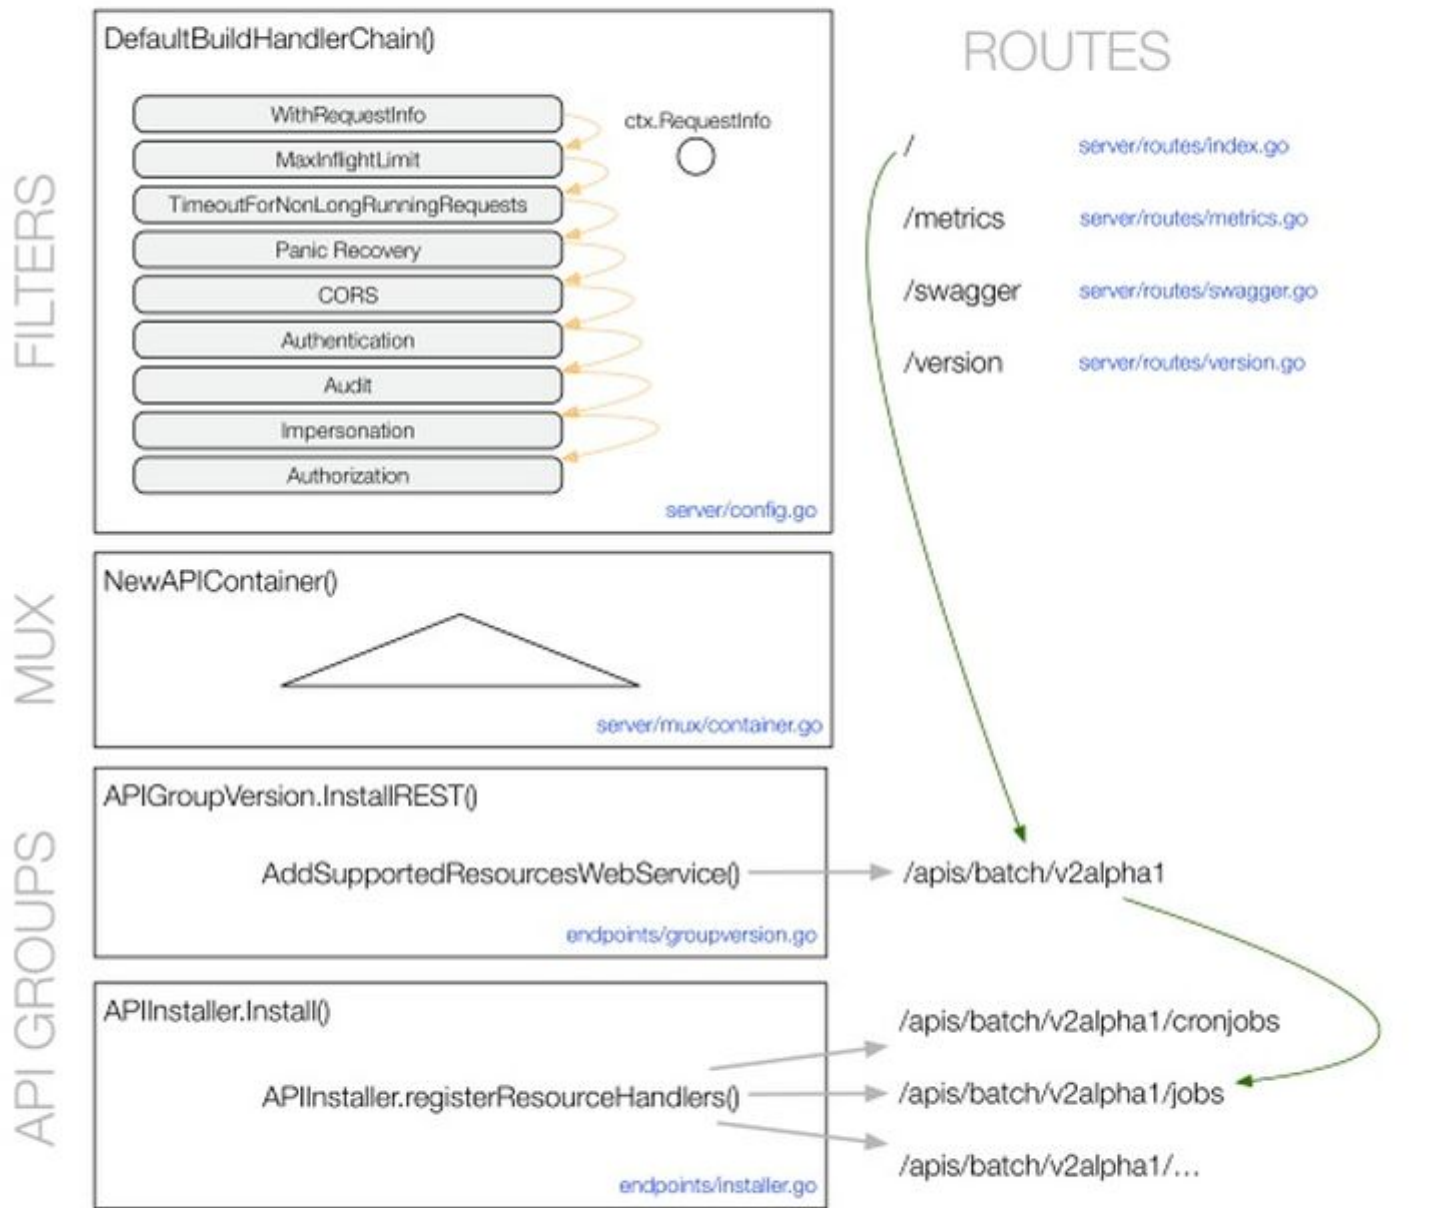 FILTERS
DefaultBuildHandlerChain()
WithRequestInfo
MaxInflightLimit
TimeoutForNonLongRunningRequests
Panic Recovery
CORS
Authentication
Audit
Impersonation
Authorization
ctx.RequestInfo
server/config.go
ROUTES
/ server/routes/index.go
/metrics server/routes/metrics.go
/swagger server/routes/swagger.go
/version server/routes/version.go
MUX
NewAPIContainer()
server/mux/container.go
API GROUPS
APIGroupVersion.InstallREST()
AddSupportedResourcesWebService()
/apis/batch/v2alpha1
endpoints/groupversion.go
APIInstaller.Install()
APIInstaller.registerResourceHandlers()
/apis/batch/v2alpha1/cronjobs
/apis/batch/v2alpha1/jobs
/apis/batch/v2alpha1/...
endpoints/installer.go